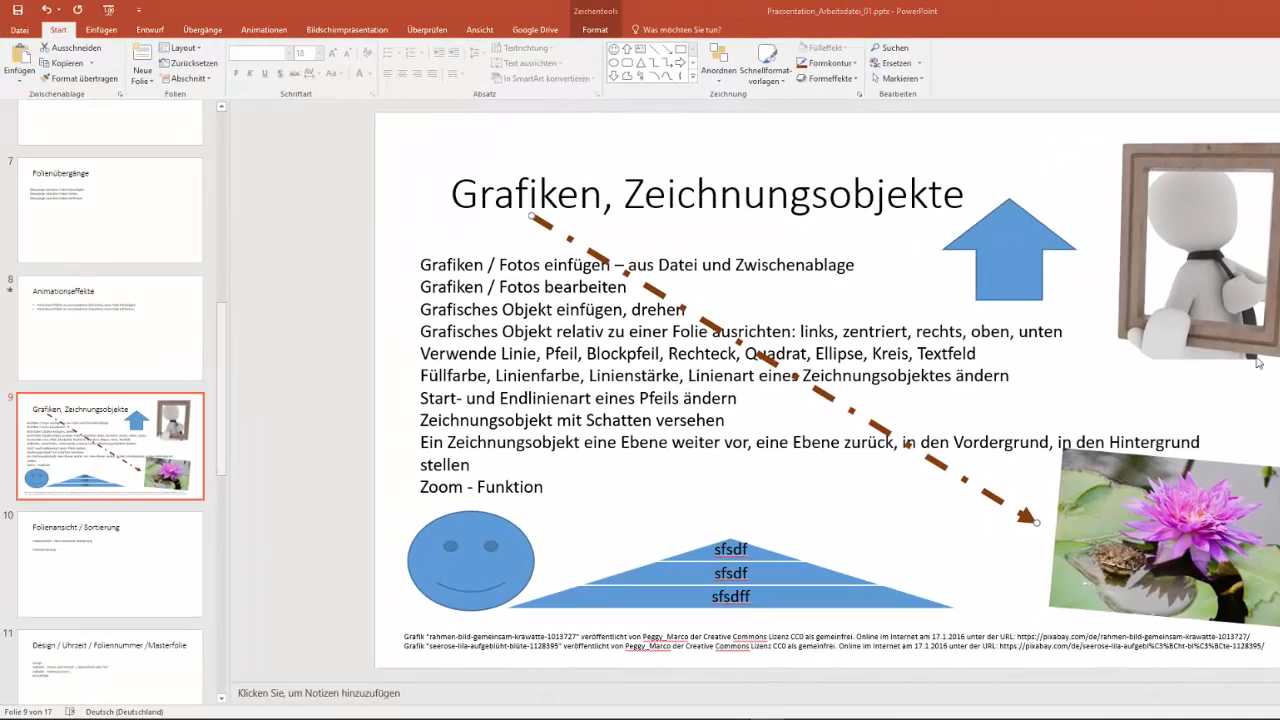 Zeichentools
Praesentation_Arbeitsdatei_01.pptx - PowerPoint
Datei Start Einfügen Entwurf Übergänge Animationen Bildschirmpräsentation Überprüfen Ansicht Google Drive Format Was möchten Sie tun?
Einfügen
Ausschneiden
Kopieren
Format übertragen
Zwischenablage
Neue
Folie
Layout
Zurücksetzen
Abschnitt
Folien
18
Schriftart
Textrichtung
Text ausrichten
In SmartArt konvertieren
Absatz
Anordnen
Schnellformat-
vorlagen
Fülleffekt
Formkontur
Formeffekte
Zeichnung
Suchen
Ersetzen
Markieren
Bearbeiten
7
Folienübergänge
8
Animationseffekte
9
Grafiken, Zeichnungsobjekte
10
Folienansicht / Sortierung
11
Design / Uhrzeit / Foliennummer /Masterfolie
Grafiken, Zeichnungsobjekte
Grafiken / Fotos einfügen – aus Datei und Zwischenablage
Grafiken / Fotos bearbeiten
Grafisches Objekt einfügen, drehen
Grafisches Objekt relativ zu einer Folie ausrichten: links, zentriert, rechts, oben, unten
Verwende Linie, Pfeil, Blockpfeil, Rechteck, Quadrat, Ellipse, Kreis, Textfeld
Füllfarbe, Linienfarbe, Linienstärke, Linienart eines Zeichnungsobjektes ändern
Start- und Endlinienart eines Pfeils ändern
Zeichnungsobjekt mit Schatten versehen
Ein Zeichnungsobjekt eine Ebene weiter vor, eine Ebene zurück, in den Vordergrund, in den Hintergrund
stellen
Zoom - Funktion
sfsdf
sfsdf
sfsdff
Grafik "rahmen-bild-gemeinsam-krawatte-1013727" veröffentlicht von Peggy_Marco der Creative Commons Lizenz CC0 als gemeinfrei. Online im Internet am 17.1.2016 unter der URL: https://pixabay.com/de/rahmen-bild-gemeinsam-krawatte-1013727/
Grafik "seerose-lila-aufgeblüht-blüte-1128395" veröffentlicht von Peggy_Marco der Creative Commons Lizenz CC0 als gemeinfrei. Online im Internet am 17.1.2016 unter der URL: https://pixabay.com/de/seerose-lila-aufgebl%C3%BCht-bl%C3%BCte-1128395/
Klicken Sie, um Notizen hinzuzufügen
Folie 9 von 17 Deutsch (Deutschland)